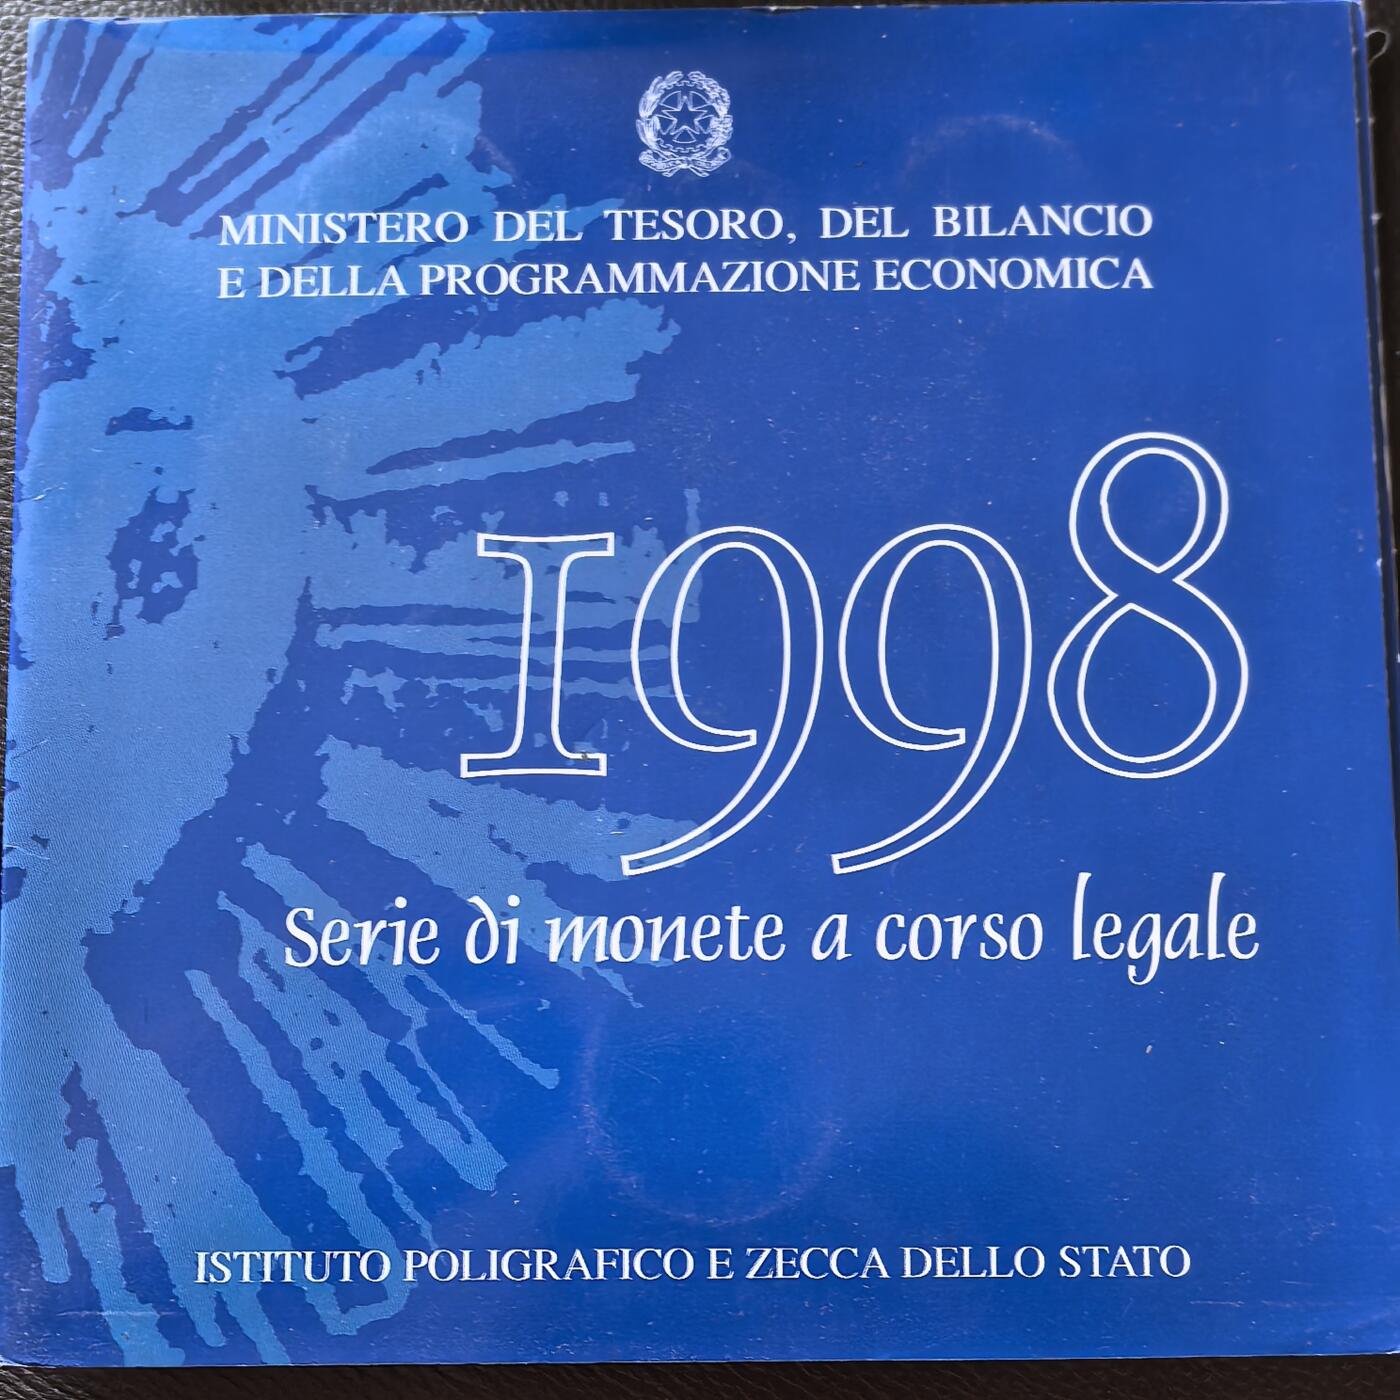 MINISTERO DEL TESORO, DEL BILANCIO
E DELLA PROGRAMMAZIONE ECONOMICA
1998
Serie di monete a corso legale
ISTITUTO POLIGRAFICO E ZECCA DELLO STATO